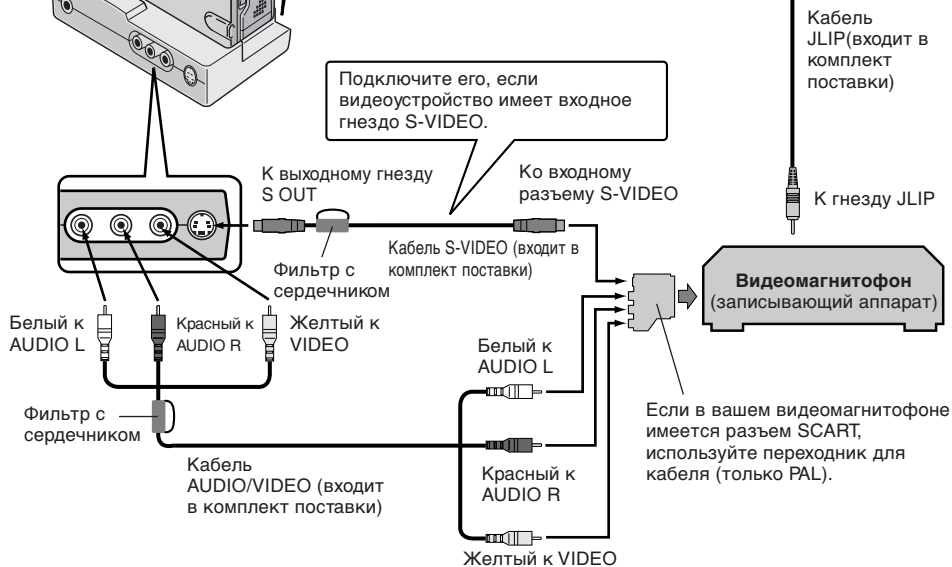 Кабель
JLIP(входит в
комплект
поставки)
Подключите его, если
видеоустройство имеет входное
гнездо S-VIDEO.
К выходному гнезду
S OUT
Ко входному
разъему S-VIDEO
К гнезду JLIP
Кабель S-VIDEO (входит в
комплект поставки)
Фильтр с
сердечником
Видеомагнитофон
(записывающий аппарат)
Белый к
AUDIO L
Красный к
AUDIO R
Желтый к
VIDEO
Белый к
AUDIO L
Фильтр с
сердечником
Если в вашем видеомагнитофоне
имеется разъем SCART,
используйте переходник для
кабеля (только PAL).
Кабель
AUDIO/VIDEO (входит
в комплект поставки)
Красный к
AUDIO R
Желтый к VIDEO